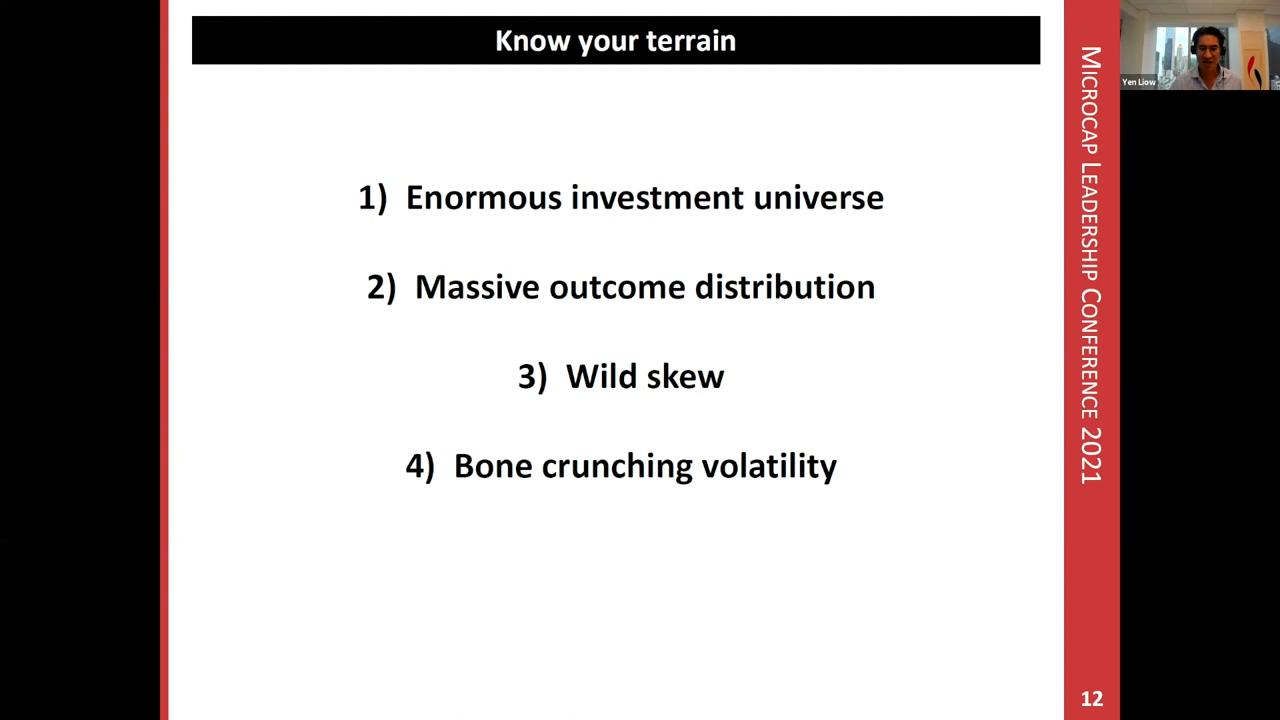 Know your terrain
1) Enormous investment universe
2) Massive outcome distribution
3) Wild skew
4) Bone crunching volatility
MICROCAP LEADERSHIP CONFERENCE 2021
12
Yen Liow